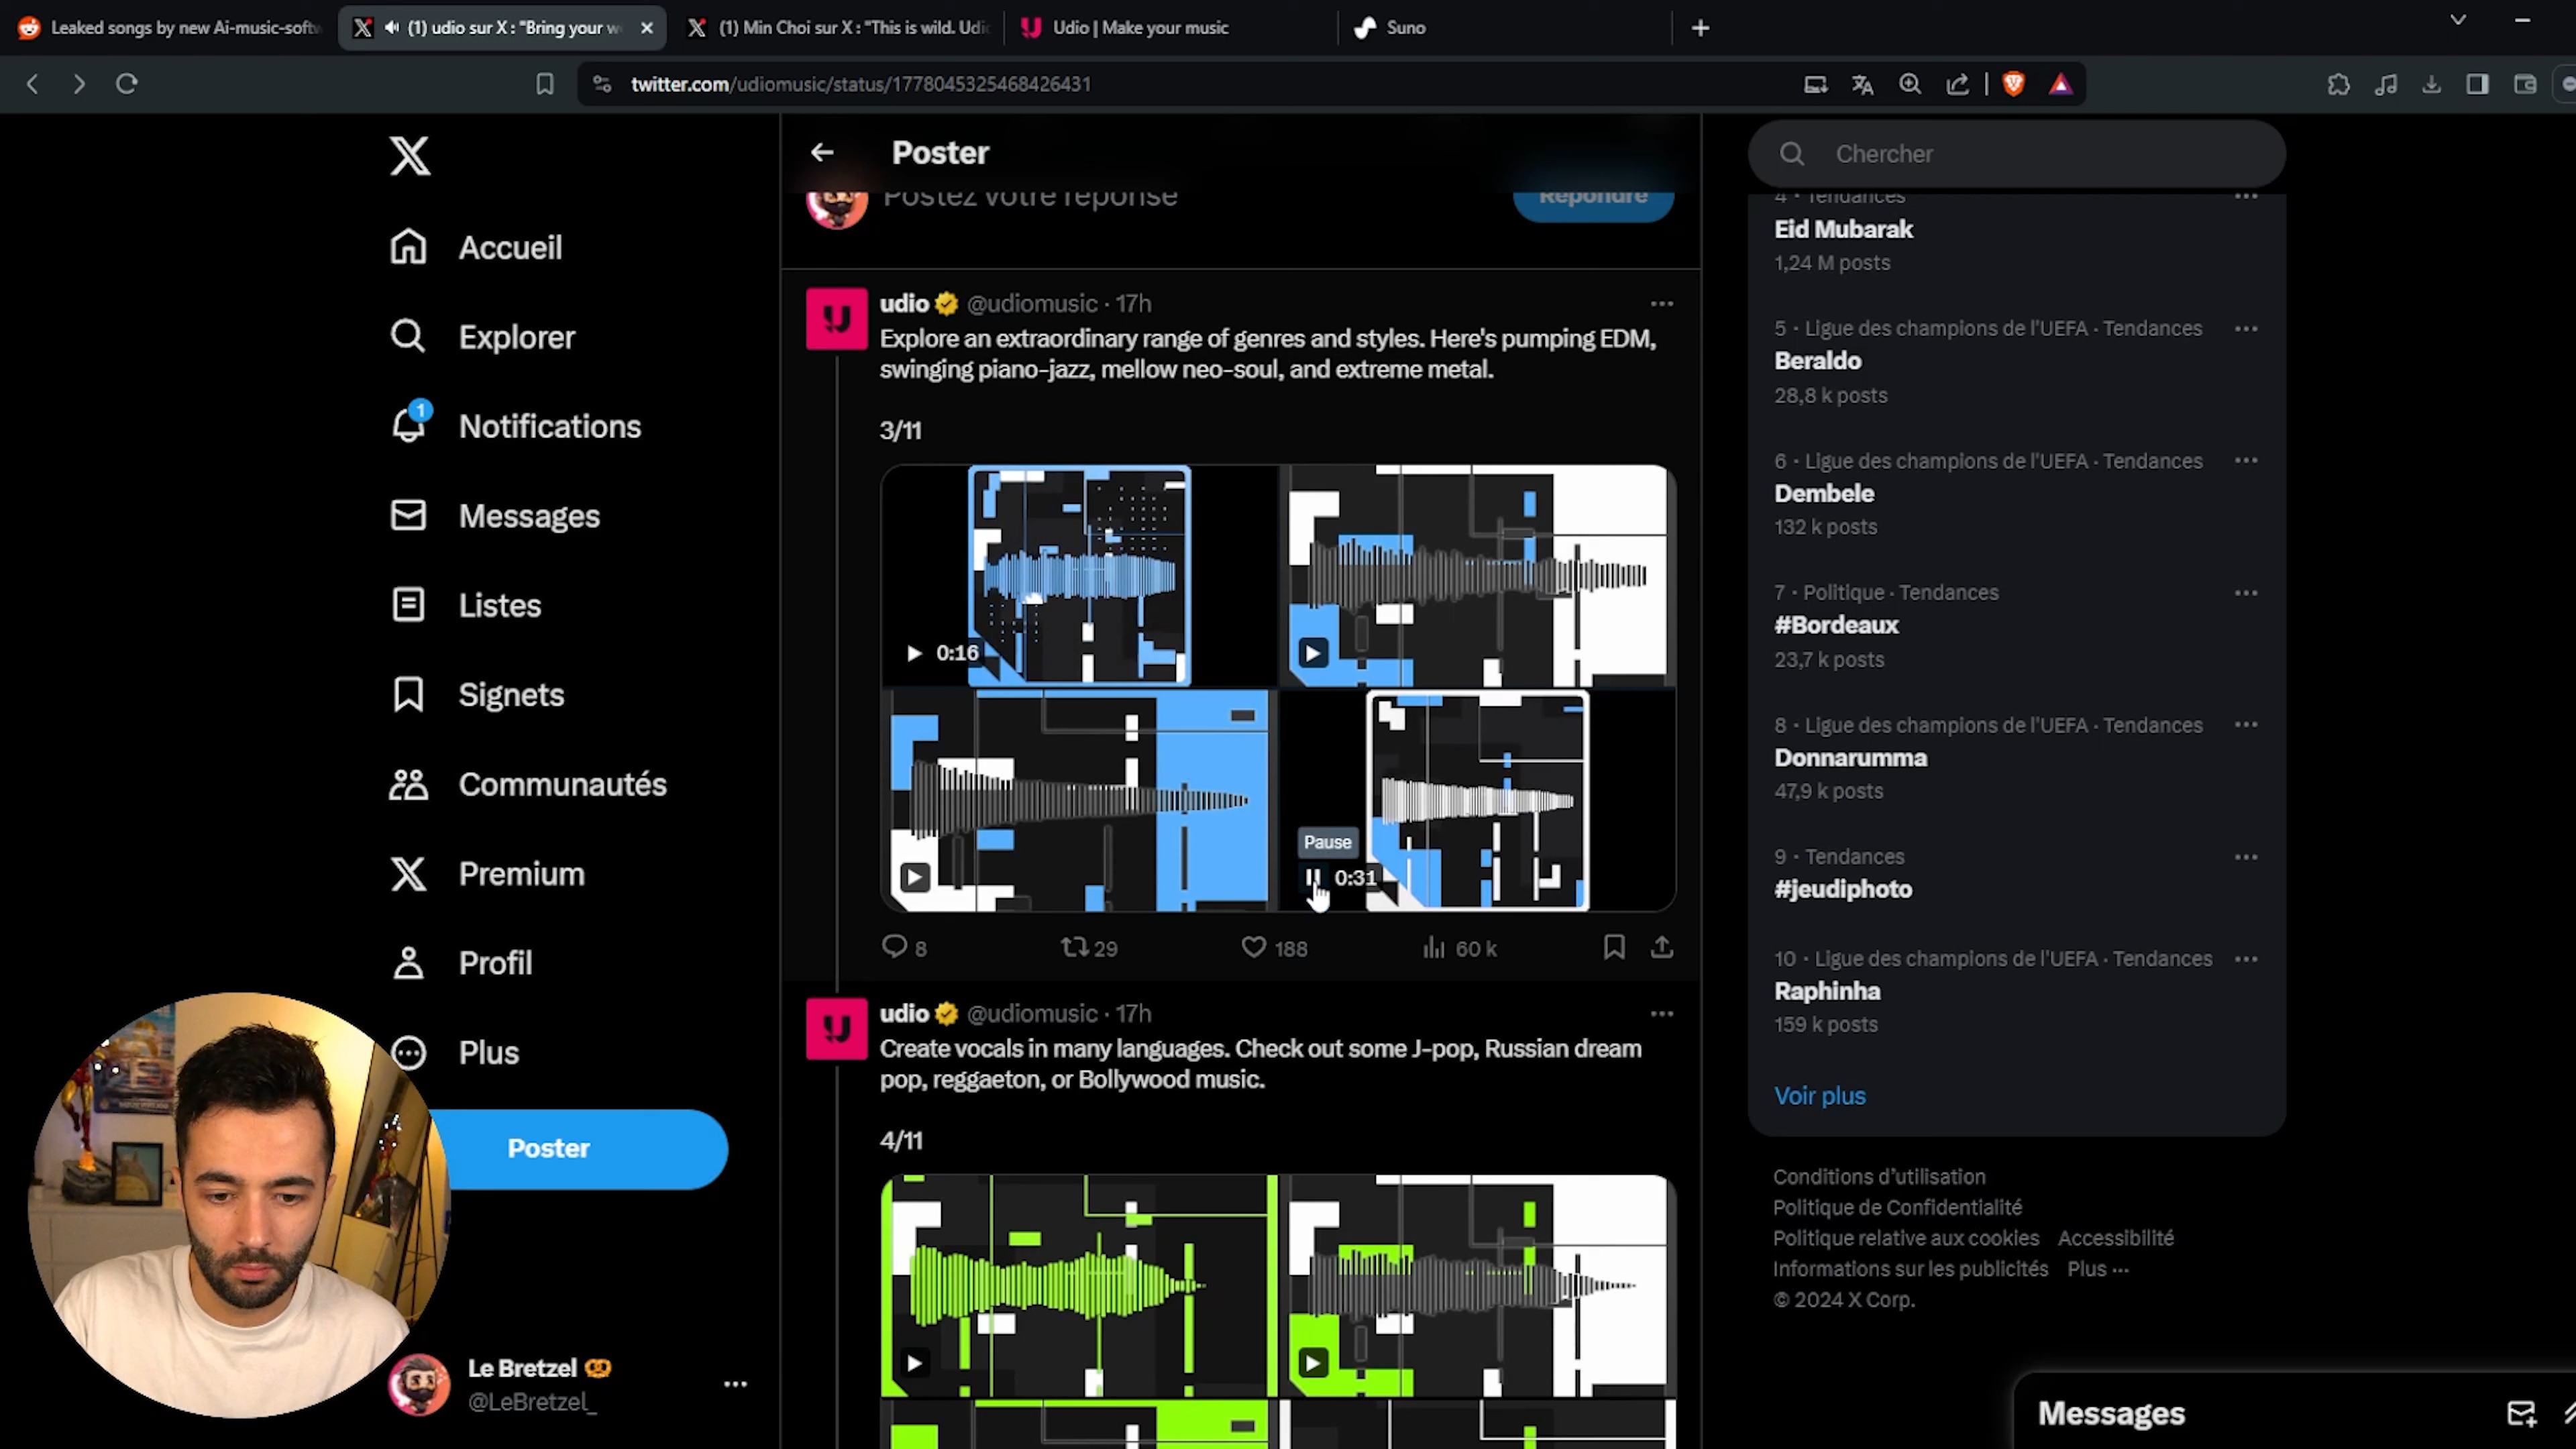 Leaked songs by new Ai-music-softw
(1) udio sur X : "Bring your w
(1) Min Choi sur X : "This is wild. Udio
Udio | Make your music
Suno
twitter.com/udiomusic/status/1778045325468426431
Accueil
Explorer
1
Notifications
Messages
Listes
Signets
Communautés
Premium
Profil
Plus
Poster
Le Bretzel
@LeBretzel_
Poster
Postez votre réponse
Répondre
udio @udiomusic · 17h
Explore an extraordinary range of genres and styles. Here's pumping EDM,
swinging piano-jazz, mellow neo-soul, and extreme metal.
3/11
0:16
Pause
0:31
8
29
188
60 k
udio @udiomusic · 17h
Create vocals in many languages. Check out some J-pop, Russian dream
pop, reggaeton, or Bollywood music.
4/11
Chercher
4 · Tendances
Eid Mubarak
1,24 M posts
5 · Ligue des champions de l'UEFA · Tendances
Beraldo
28,8 k posts
6 · Ligue des champions de l'UEFA · Tendances
Dembele
132 k posts
7 · Politique · Tendances
#Bordeaux
23,7 k posts
8 · Ligue des champions de l'UEFA · Tendances
Donnarumma
47,9 k posts
9 · Tendances
#jeudiphoto
10 · Ligue des champions de l'UEFA · Tendances
Raphinha
159 k posts
Voir plus
Conditions d'utilisation
Politique de Confidentialité
Politique relative aux cookies Accessibilité
Informations sur les publicités Plus ···
© 2024 X Corp.
Messages